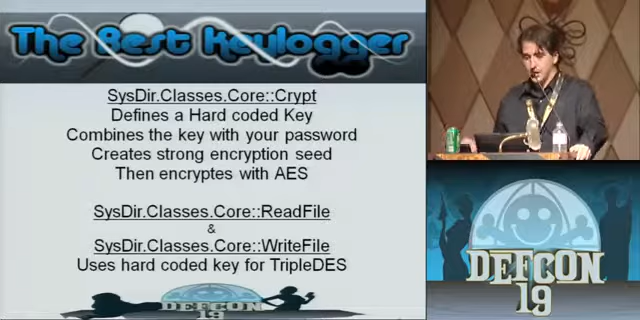 The Best Keylogger
SysDir.Classes.Core::Crypt
Defines a Hard coded Key
Combines the key with your password
Creates strong encryption seed
Then encryptes with AES
SysDir.Classes.Core::ReadFile
&
SysDir.Classes.Core::WriteFile
Uses hard coded key for TripleDES
DEFCON
19
DEFCON
19